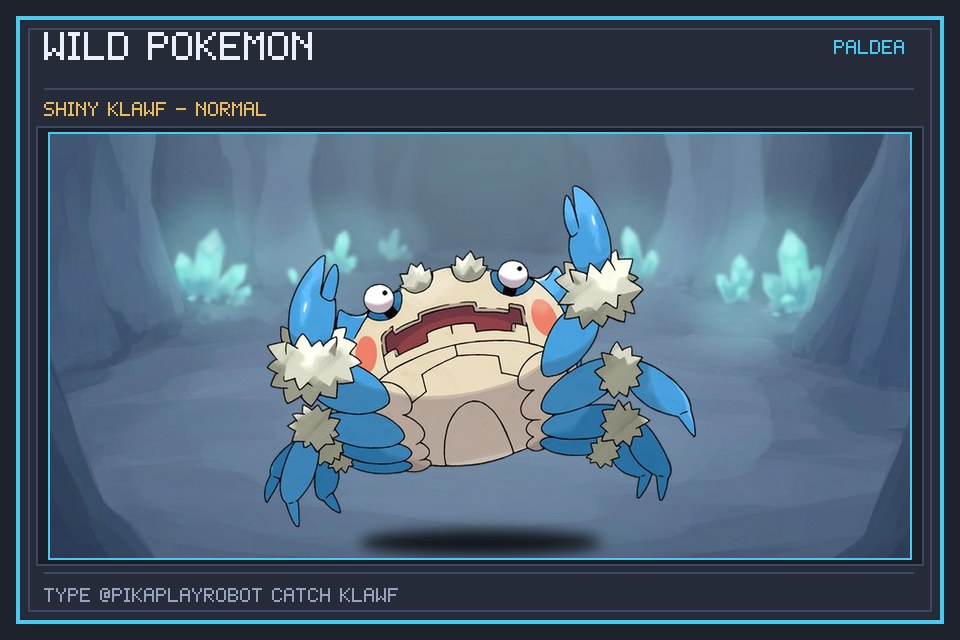 WILD POKEMON
PALDEA
SHINY KLAWF - NORMAL
TYPE @PIKAPLAYROBOT CATCH KLAWF